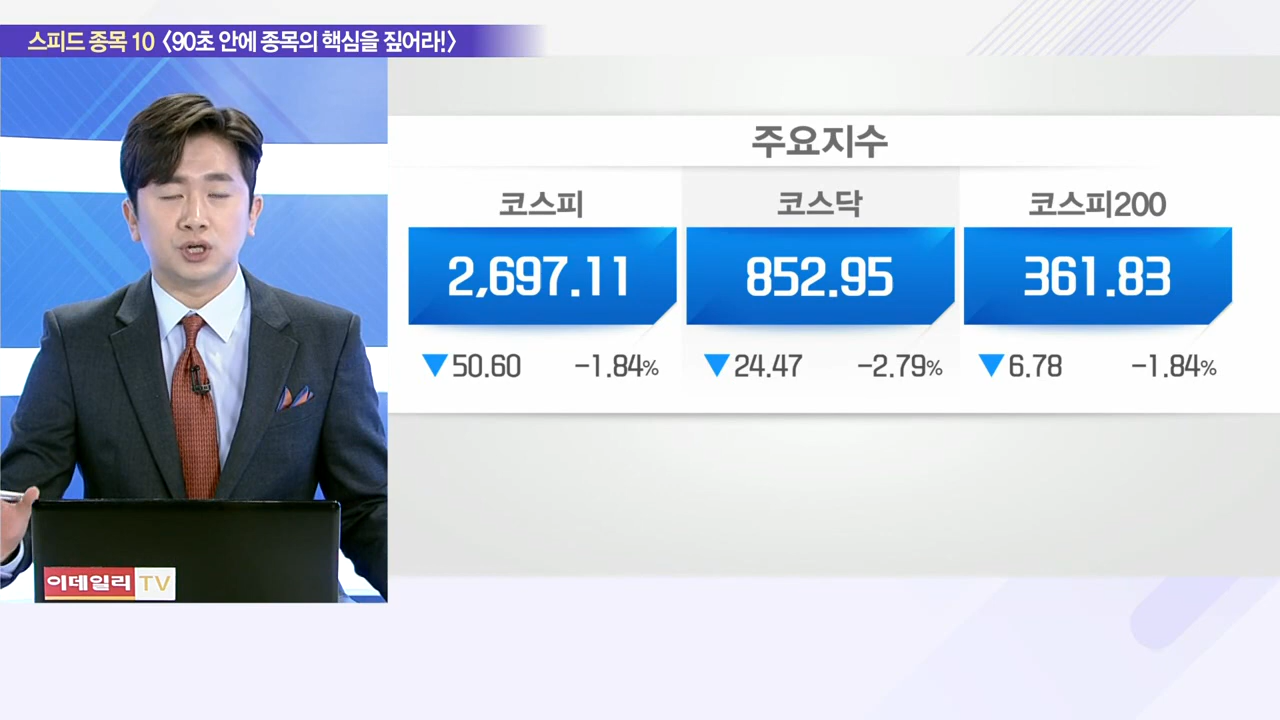 스피드 종목 10 <90초 안에 종목의 핵심을 짚어라!>
주요지수
코스피
코스닥
코스피200
2,697.11
852.95
361.83
▼50.60 -1.84%
▼24.47 -2.79%
▼6.78 -1.84%
이데일리 TV